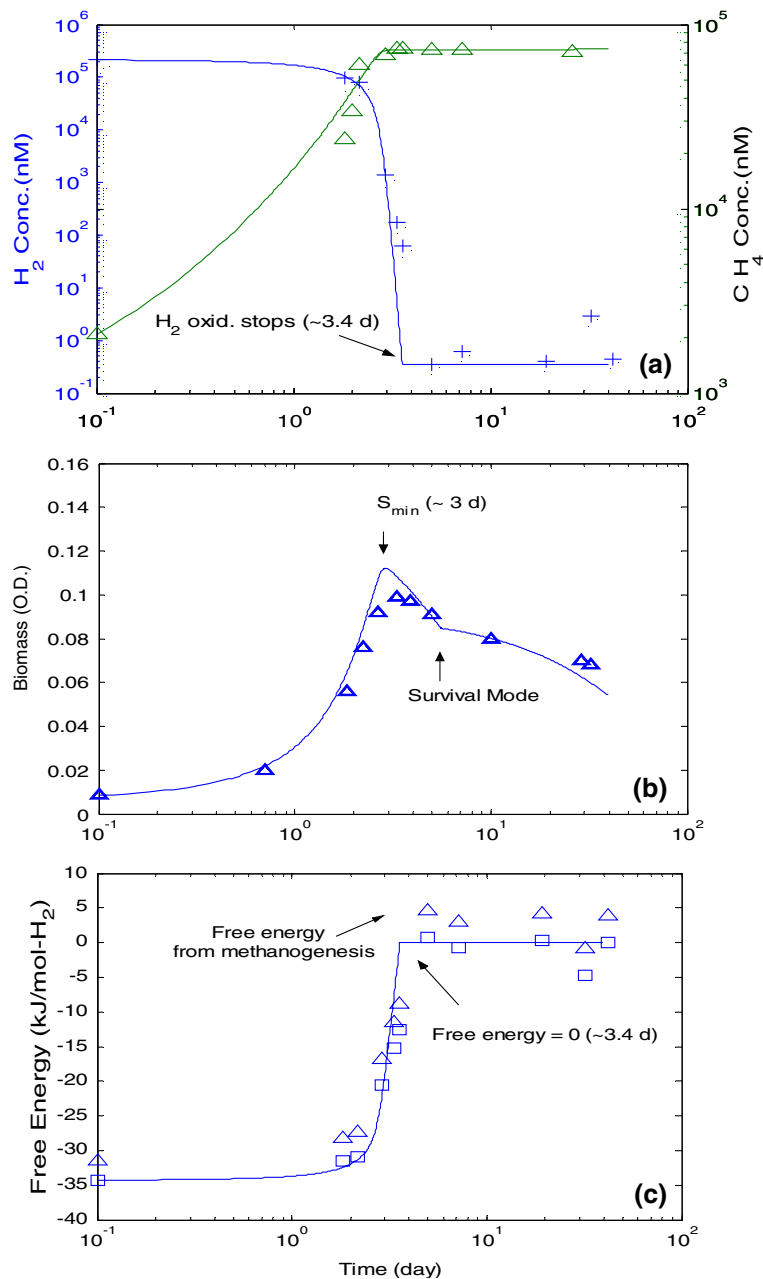 10^6
10^5
10^4
10^3
10^2
10^1
10^0
10^-1
H_2 Conc.(nM)
10^5
10^4
10^3
C H_4 Conc.(nM)
H_2 oxid. stops (~3.4 d)
(a)
10^-1 10^0 10^1 10^2
0.16
0.14
0.12
0.1
0.08
0.06
0.04
0.02
0
Biomass (O.D.)
S_min (~ 3 d)
Survival Mode
(b)
10^-1 10^0 10^1 10^2
10
5
0
-5
-10
-15
-20
-25
-30
-35
-40
Free Energy (kJ/mol-H_2)
Free energy
from methanogenesis
Free energy = 0 (~3.4 d)
(c)
10^-1 10^0 10^1 10^2
Time (day)